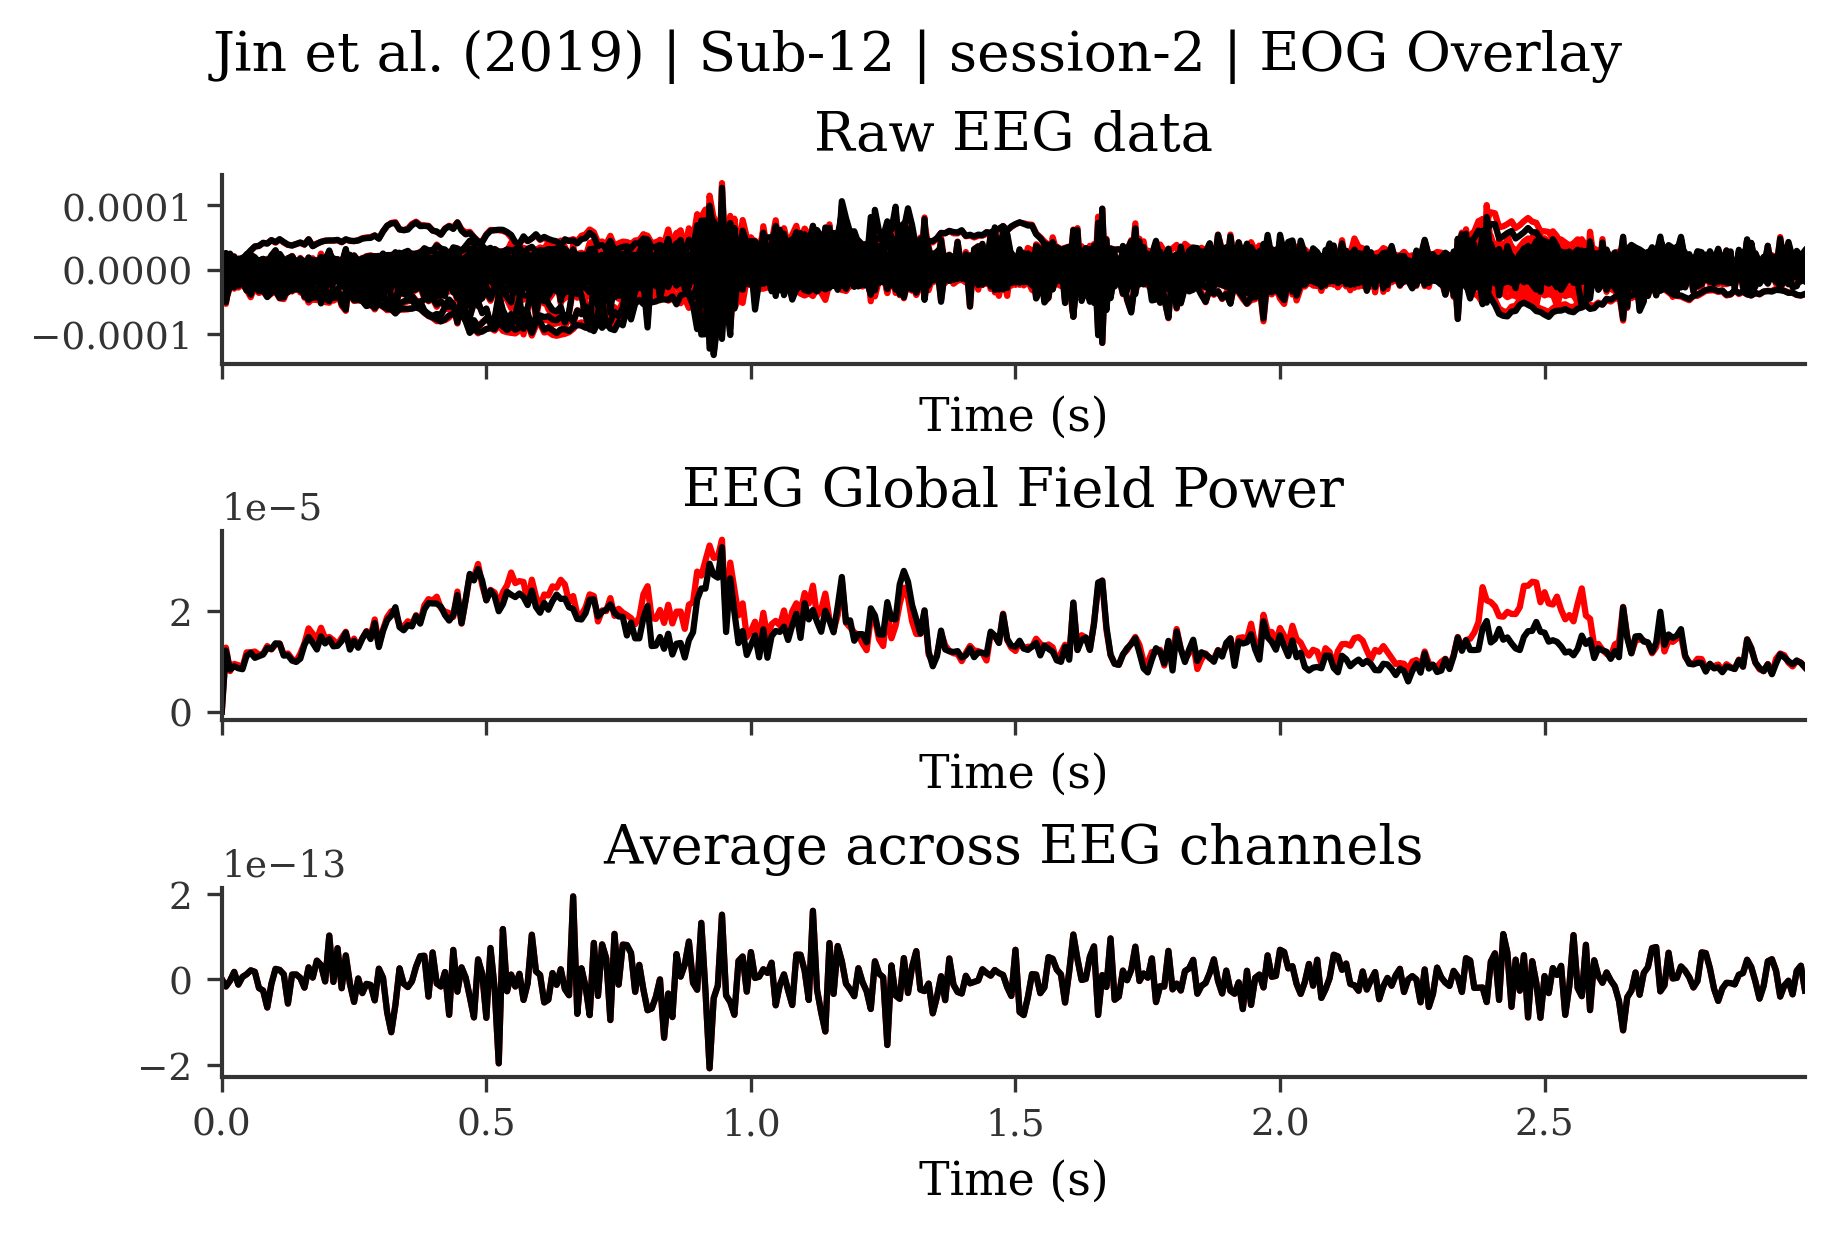 Jin et al. (2019) | Sub-12 | session-2 | EOG Overlay
Raw EEG data
0.0001
0.0000
−0.0001
Time (s)
EEG Global Field Power
1e−5
2
0
Time (s)
Average across EEG channels
1e−13
2
0
−2
0.0 0.5 1.0 1.5 2.0 2.5
Time (s)